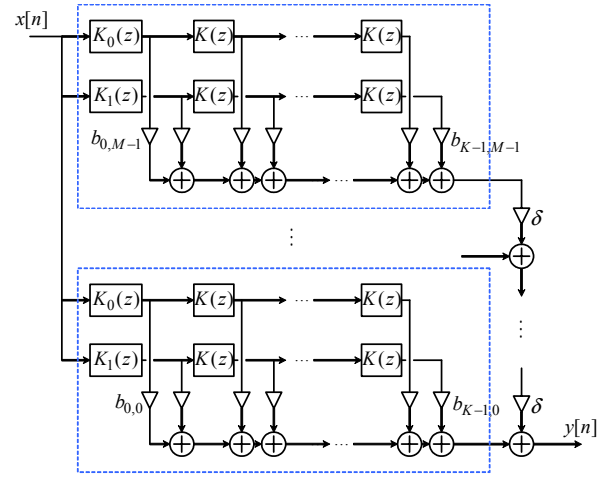 x[n]
K_0(z) K(z) ... K(z)
K_1(z) K(z) ... K(z)
b_{0,M-1} b_{K-1,M-1}
...
δ
⋮
K_0(z) K(z) ... K(z)
⋮
K_1(z) K(z) ... K(z)
b_{0,0} b_{K-1,0}
δ
...
y[n]